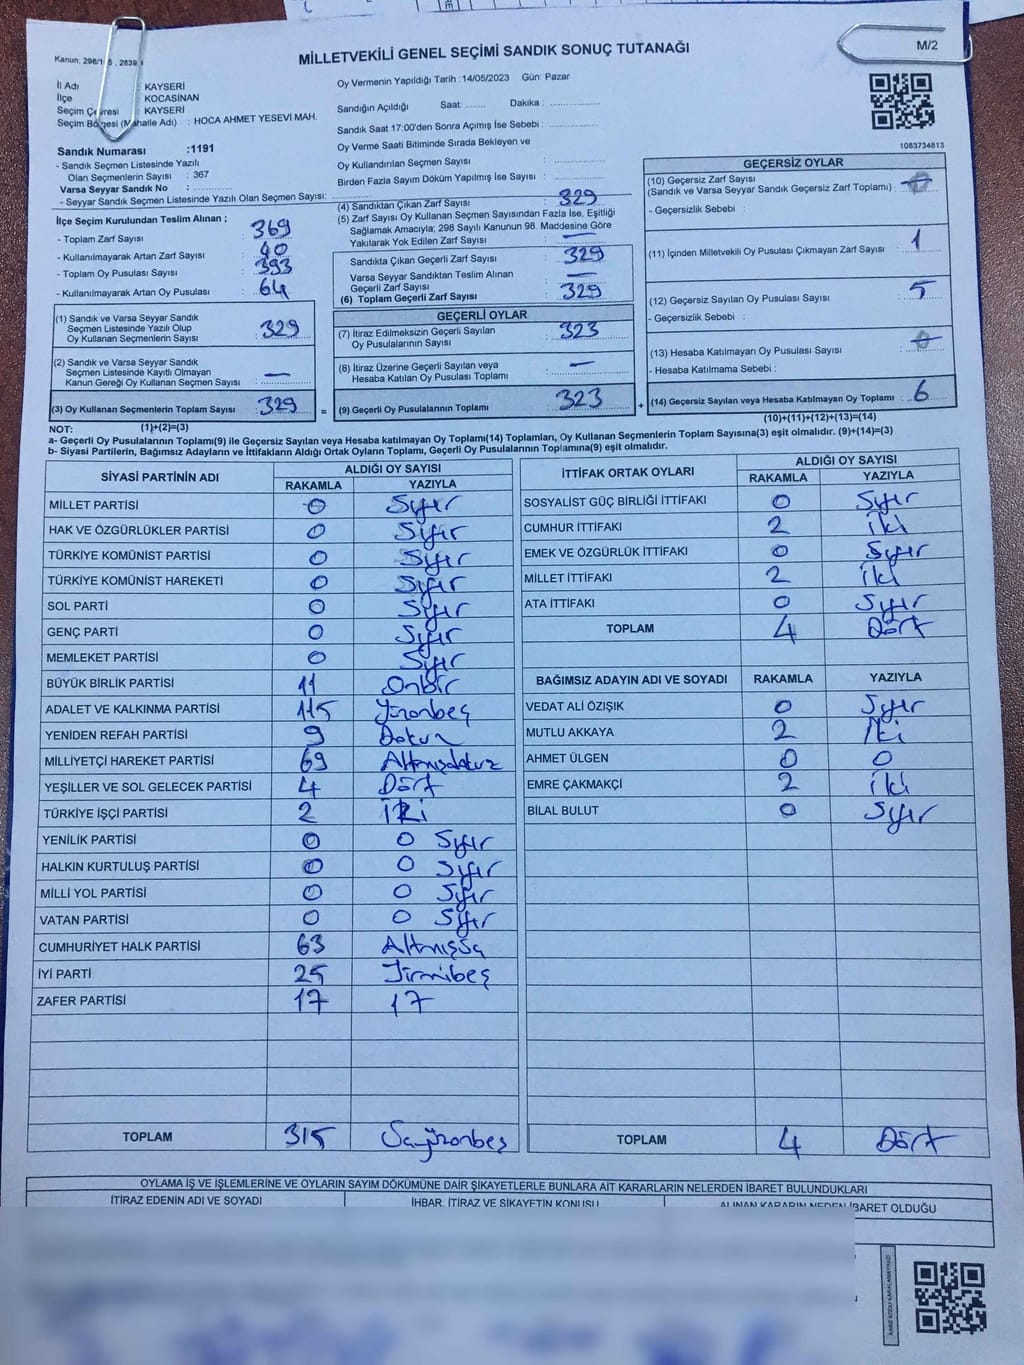 M/2
Kanun: 298/105, 2839
MİLLETVEKİLİ GENEL SEÇİMİ SANDIK SONUÇ TUTANAĞI
İl Adı : KAYSERİ
İlçe : KOCASİNAN
Seçim Çevresi : KAYSERİ
Seçim Bölgesi (Mahalle Adı) : HOCA AHMET YESEVİ MAH.
Sandık Numarası :1191
- Sandık Seçmen Listesinde Yazılı
Olan Seçmenlerin Sayısı : 367
Varsa Seyyar Sandık No :
- Seyyar Sandık Seçmen Listesinde Yazılı Olan Seçmen Sayısı:
Oy Vermenin Yapıldığı Tarih :14/05/2023 Gün: Pazar
Sandığın Açıldığı Saat: Dakika :
Sandık Saat 17:00'den Sonra Açımış İse Sebebi :
Oy Verme Saati Bitiminde Sırada Bekleyen ve
Oy Kullandırılan Seçmen Sayısı :
Birden Fazla Sayım Döküm Yapılmış İse Sayısı :
1083734613
İlçe Seçim Kurulundan Teslim Alınan ;
- Toplam Zarf Sayısı : 369
- Kullanılmayarak Artan Zarf Sayısı : 40
- Toplam Oy Pusulası Sayısı : 393
- Kullanılmayarak Artan Oy Pusulası : 64
(1) Sandık ve Varsa Seyyar Sandık
Seçmen Listesinde Yazılı Olup
Oy Kullanan Seçmenlerin Sayısı : 329
(2) Sandık ve Varsa Seyyar Sandık
Seçmen Listesinde Kayıtlı Olmayan
Kanun Gereği Oy Kullanan Seçmen Sayısı : —
(3) Oy Kullanan Seçmenlerin Toplam Sayısı : 329 =
(4) Sandıktan Çıkan Zarf Sayısı : 329
(5) Zarf Sayısı Oy Kullanan Seçmen Sayısından Fazla İse, Eşitliği
Sağlamak Amacıyla; 298 Sayılı Kanunun 98. Maddesine Göre
Yakılarak Yok Edilen Zarf Sayısı : —
Sandıkta Çıkan Geçerli Zarf Sayısı : 329
Varsa Seyyar Sandıktan Teslim Alınan
Geçerli Zarf Sayısı : —
(6) Toplam Geçerli Zarf Sayısı : 329
GEÇERLİ OYLAR
(7) İtiraz Edilmeksizin Geçerli Sayılan
Oy Pusulalarının Sayısı : 323
(8) İtiraz Üzerine Geçerli Sayılan veya
Hesaba Katılan Oy Pusulası Toplamı : —
(9) Geçerli Oy Pusulalarının Toplamı : 323 +
GEÇERSİZ OYLAR
(10) Geçersiz Zarf Sayısı
(Sandık ve Varsa Seyyar Sandık Geçersiz Zarf Toplamı) : 0
- Geçersizlik Sebebi :
(11) İçinden Milletvekili Oy Pusulası Çıkmayan Zarf Sayısı : 1
(12) Geçersiz Sayılan Oy Pusulası Sayısı : 5
- Geçersizlik Sebebi :
(13) Hesaba Katılmayan Oy Pusulası Sayısı : 0
- Hesaba Katılmama Sebebi :
(14) Geçersiz Sayılan veya Hesaba Katılmayan Oy Toplamı : 6
NOT: (1)+(2)=(3) (10)+(11)+(12)+(13)=(14)
a- Geçerli Oy Pusulalarının Toplamı(9) ile Geçersiz Sayılan veya Hesaba katılmayan Oy Toplamı(14) Toplamları, Oy Kullanan Seçmenlerin Toplam Sayısına(3) eşit olmalıdır. (9)+(14)=(3)
b- Siyasi Partilerin, Bağımsız Adayların ve İttifakların Aldığı Ortak Oyların Toplamı, Geçerli Oy Pusulalarının Toplamına(9) eşit olmalıdır.
SİYASİ PARTİNİN ADI ALDIĞI OY SAYISI
RAKAMLA YAZIYLA
MİLLET PARTİSİ 0 Sıfır
HAK VE ÖZGÜRLÜKLER PARTİSİ 0 Sıfır
TÜRKİYE KOMÜNİST PARTİSİ 0 Sıfır
TÜRKİYE KOMÜNİST HAREKETİ 0 Sıfır
SOL PARTİ 0 Sıfır
GENÇ PARTİ 0 Sıfır
MEMLEKET PARTİSİ 0 Sıfır
BÜYÜK BİRLİK PARTİSİ 11 Onbir
ADALET VE KALKINMA PARTİSİ 115 Yüzonbeş
YENİDEN REFAH PARTİSİ 9 Dokuz
MİLLİYETÇİ HAREKET PARTİSİ 69 Altmışdokuz
YEŞİLLER VE SOL GELECEK PARTİSİ 4 Dört
TÜRKİYE İŞÇİ PARTİSİ 2 İki
YENİLİK PARTİSİ 0 0 Sıfır
HALKIN KURTULUŞ PARTİSİ 0 0 Sıfır
MİLLİ YOL PARTİSİ 0 0 Sıfır
VATAN PARTİSİ 0 0 Sıfır
CUMHURİYET HALK PARTİSİ 63 Altmışüç
İYİ PARTİ 25 Yirmibeş
ZAFER PARTİSİ 17 17
TOPLAM 315 Üçyüzonbeş
İTTİFAK ORTAK OYLARI ALDIĞI OY SAYISI
RAKAMLA YAZIYLA
SOSYALİST GÜÇ BİRLİĞİ İTTİFAKI 0 Sıfır
CUMHUR İTTİFAKI 2 iki
EMEK VE ÖZGÜRLÜK İTTİFAKI 0 Sıfır
MİLLET İTTİFAKI 2 iki
ATA İTTİFAKI 0 Sıfır
TOPLAM 4 Dört
BAĞIMSIZ ADAYIN ADI VE SOYADI RAKAMLA YAZIYLA
VEDAT ALİ ÖZIŞIK 0 Sıfır
MUTLU AKKAYA 2 İki
AHMET ÜLGEN 0 0
EMRE ÇAKMAKÇİ 2 iki
BİLAL BULUT 0 Sıfır
TOPLAM 4 Dört
OYLAMA İŞ VE İŞLEMLERİNE VE OYLARIN SAYIM DÖKÜMÜNE DAİR ŞİKAYETLERLE BUNLARA AİT KARARLARIN NELERDEN İBARET BULUNDUKLARI
İTİRAZ EDENİN ADI VE SOYADI İHBAR, İTİRAZ VE ŞİKAYETİN KONUSU ALINAN KARARIN NEDEN İBARET OLDUĞU